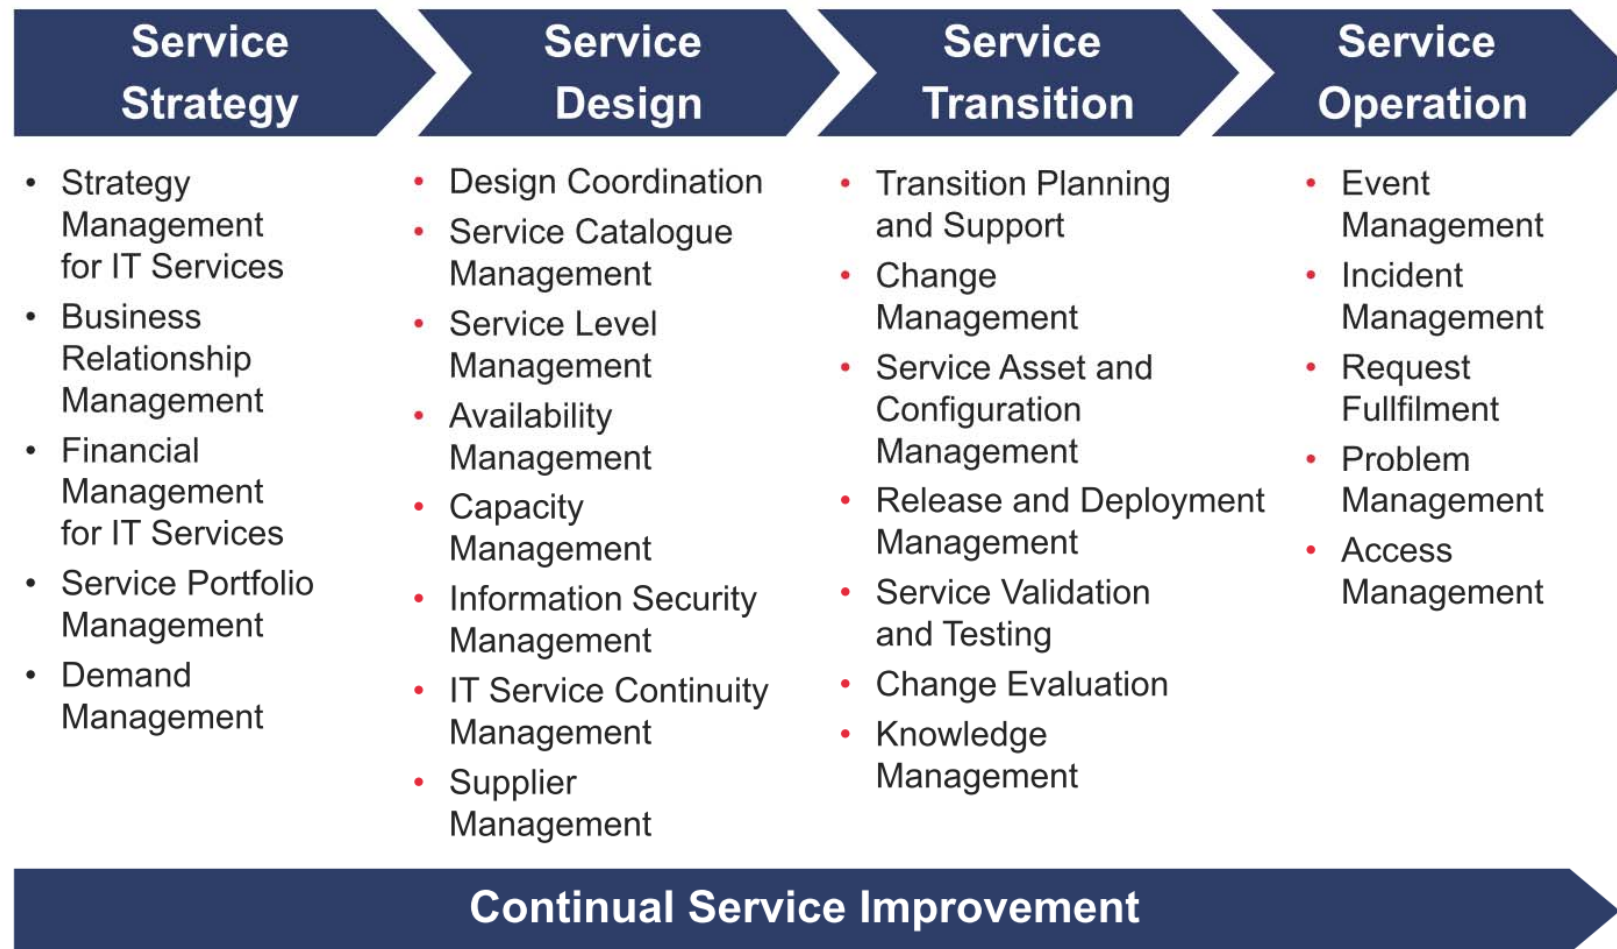 Service
Strategy
Service
Design
Service
Transition
Service
Operation
• Strategy
Management
for IT Services
• Business
Relationship
Management
• Financial
Management
for IT Services
• Service Portfolio
Management
• Demand
Management
• Design Coordination
• Service Catalogue
Management
• Service Level
Management
• Availability
Management
• Capacity
Management
• Information Security
Management
• IT Service Continuity
Management
• Supplier
Management
• Transition Planning
and Support
• Change
Management
• Service Asset and
Configuration
Management
• Release and Deployment
Management
• Service Validation
and Testing
• Change Evaluation
• Knowledge
Management
• Event
Management
• Incident
Management
• Request
Fullfilment
• Problem
Management
• Access
Management
Continual Service Improvement